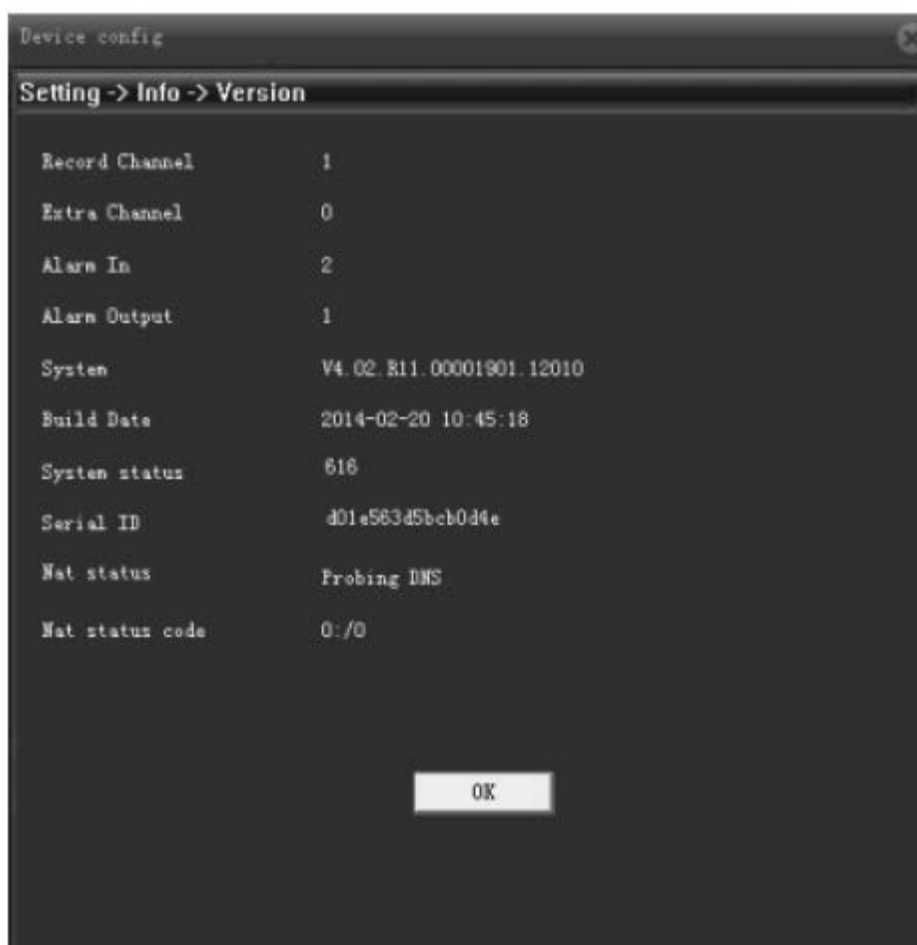 Device config
Setting -> Info -> Version
Record Channel 1
Extra Channel 0
Alarm In 2
Alarm Output 1
System V4.02.R11.00001901.12010
Build Date 2014-02-20 10:45:18
System status 616
Serial ID d01e563d5bcb0d4e
Nat status Probing DNS
Nat status code 0:/0
OK